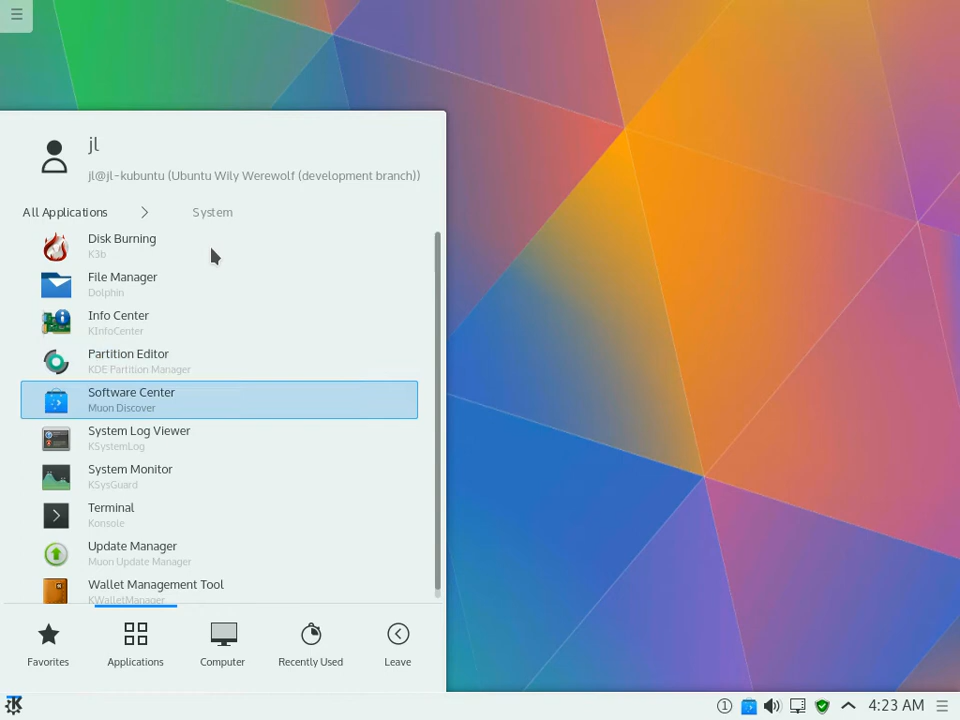 jl
jl@jl-kubuntu (Ubuntu Wily Werewolf (development branch))
All Applications System
Disk Burning
K3b
File Manager
Dolphin
Info Center
KInfoCenter
Partition Editor
KDE Partition Manager
Software Center
Muon Discover
System Log Viewer
KSystemLog
System Monitor
KSysGuard
Terminal
Konsole
Update Manager
Muon Update Manager
Wallet Management Tool
KWalletManager
Favorites Applications Computer Recently Used Leave
1 4:23 AM